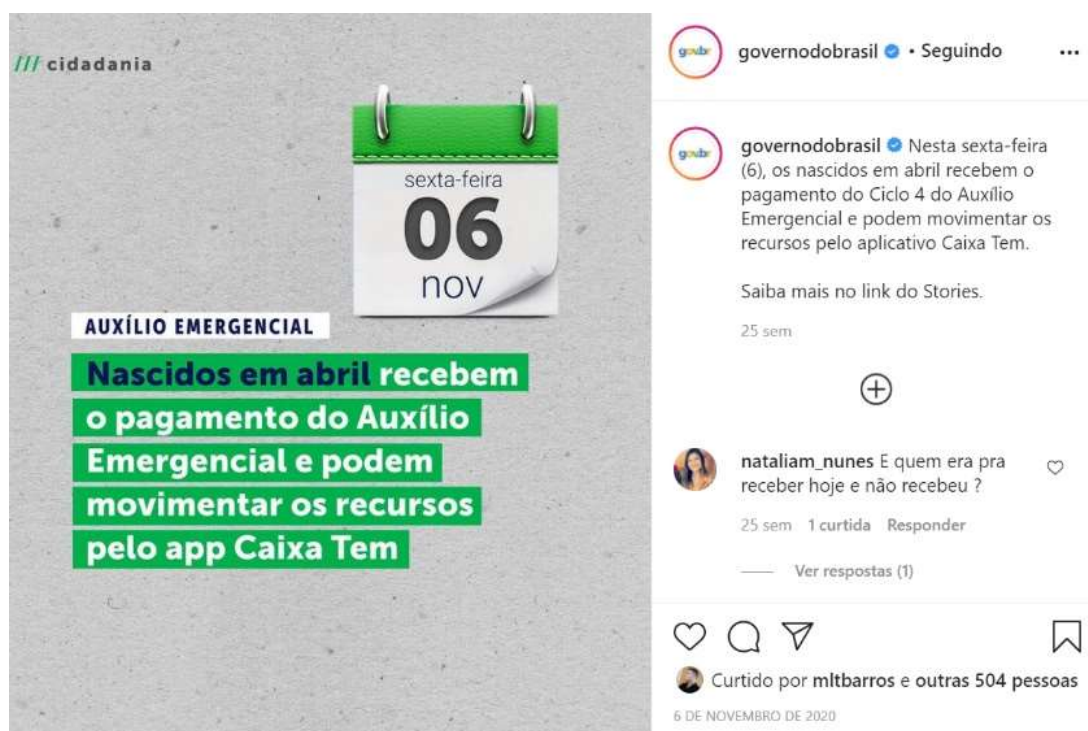 /// cidadania
sexta-feira
06
nov
AUXÍLIO EMERGENCIAL
Nascidos em abril recebem
o pagamento do Auxílio
Emergencial e podem
movimentar os recursos
pelo app Caixa Tem
govbr
governodobrasil • Seguindo
...
govbr
governodobrasil Nesta sexta-feira
(6), os nascidos em abril recebem o
pagamento do Ciclo 4 do Auxílio
Emergencial e podem movimentar os
recursos pelo aplicativo Caixa Tem.
Saiba mais no link do Stories.
25 sem
nataliam_nunes E quem era pra
receber hoje e não recebeu ?
25 sem 1 curtida Responder
Ver respostas (1)
Curtido por mltbarros e outras 504 pessoas
6 DE NOVEMBRO DE 2020